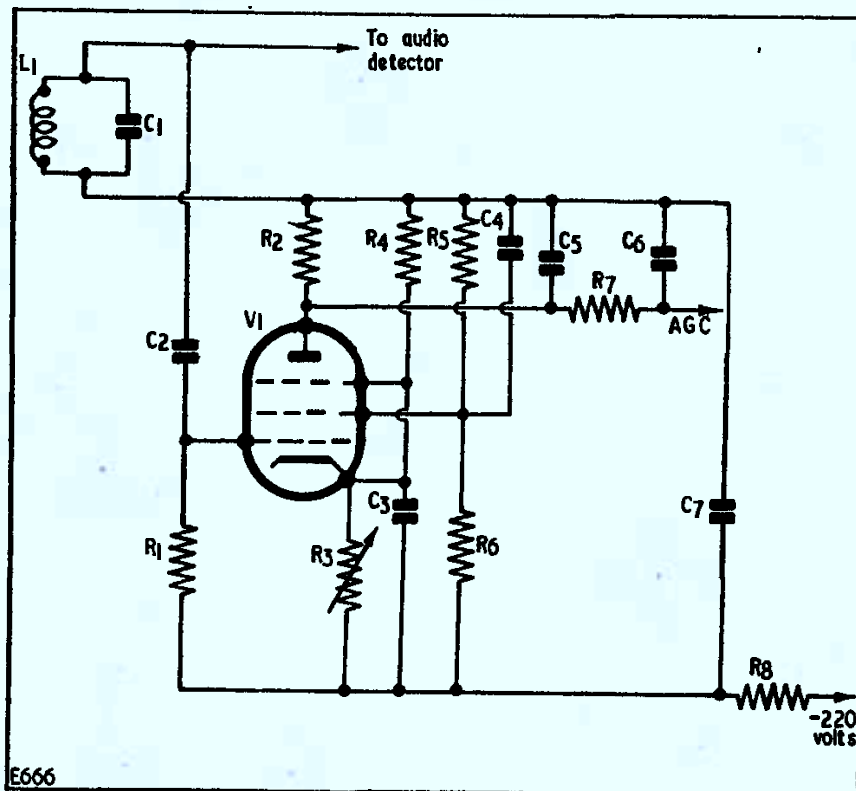 To audio
detector
L1
C1
R2
R4
R5
C4
C5
C6
R7
AGC
V1
C2
C3
R1
R3
R6
C7
R8
-220
volts
E666